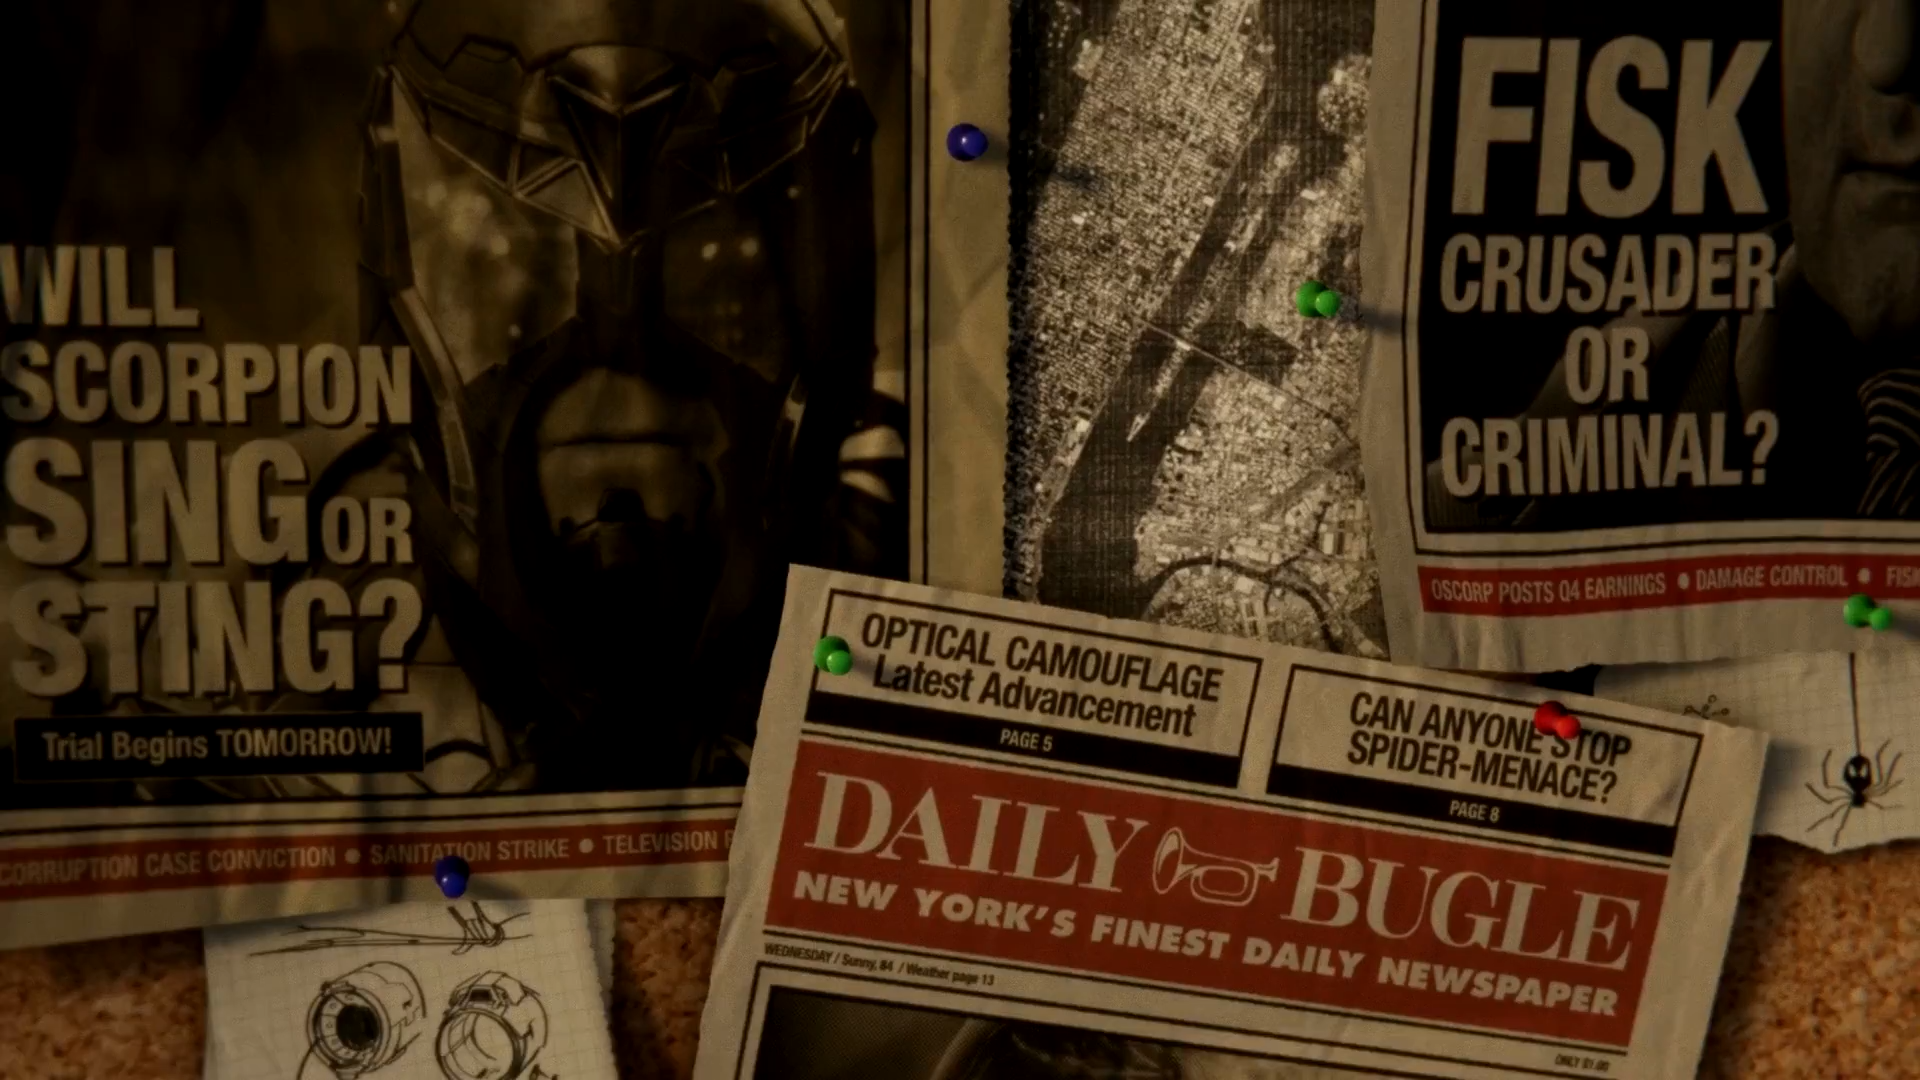 WILL
SCORPION
SING OR
STING?
Trial Begins TOMORROW!
CORRUPTION CASE CONVICTION • SANITATION STRIKE • TELEVISION
FISK
CRUSADER
OR
CRIMINAL?
OSCORP POSTS Q4 EARNINGS • DAMAGE CONTROL •
OPTICAL CAMOUFLAGE
Latest Advancement
PAGE 5
CAN ANYONE STOP
SPIDER-MENACE?
PAGE 8
DAILY BUGLE
NEW YORK'S FINEST DAILY NEWSPAPER
WEDNESDAY / Sunny, 84 / Weather page 13
ONLY $1.00